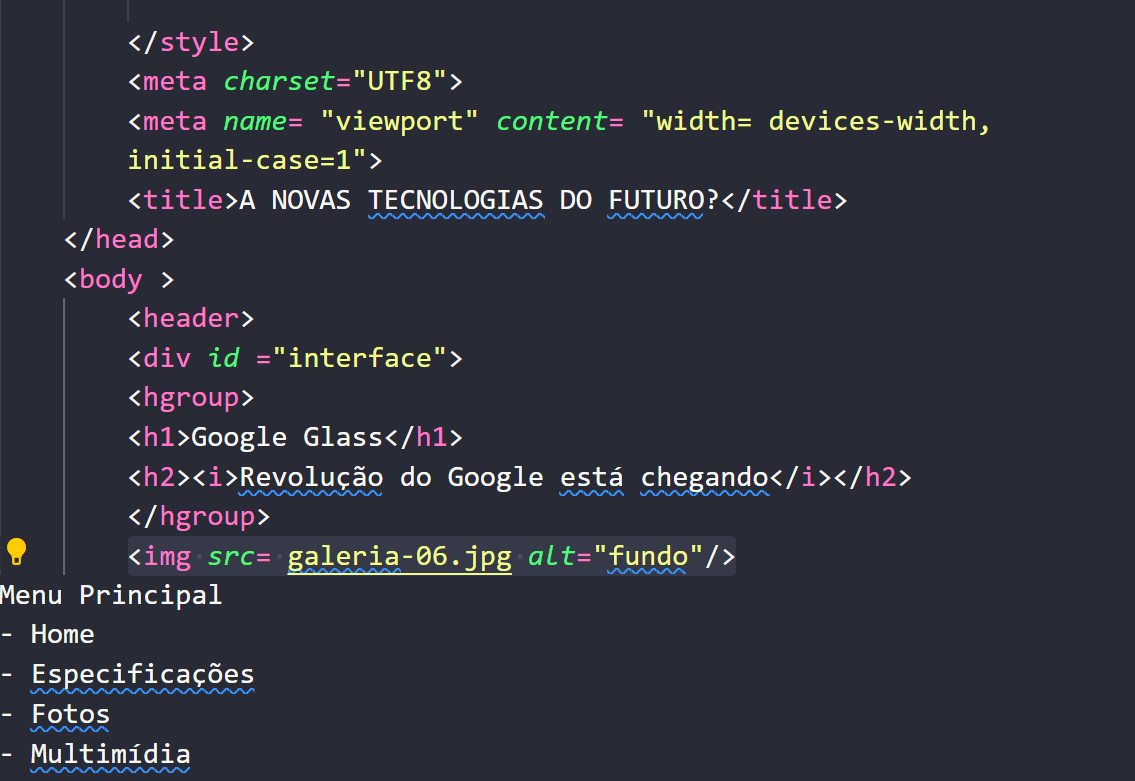 </style>
<meta charset="UTF8">
<meta name= "viewport" content= "width= devices-width,
initial-case=1">
<title>A NOVAS TECNOLOGIAS DO FUTURO?</title>
</head>
<body >
<header>
<div id ="interface">
<hgroup>
<h1>Google Glass</h1>
<h2><i>Revolução do Google está chegando</i></h2>
</hgroup>
<img src= galeria-06.jpg alt="fundo"/>
Menu Principal
- Home
- Especificações
- Fotos
- Multimídia